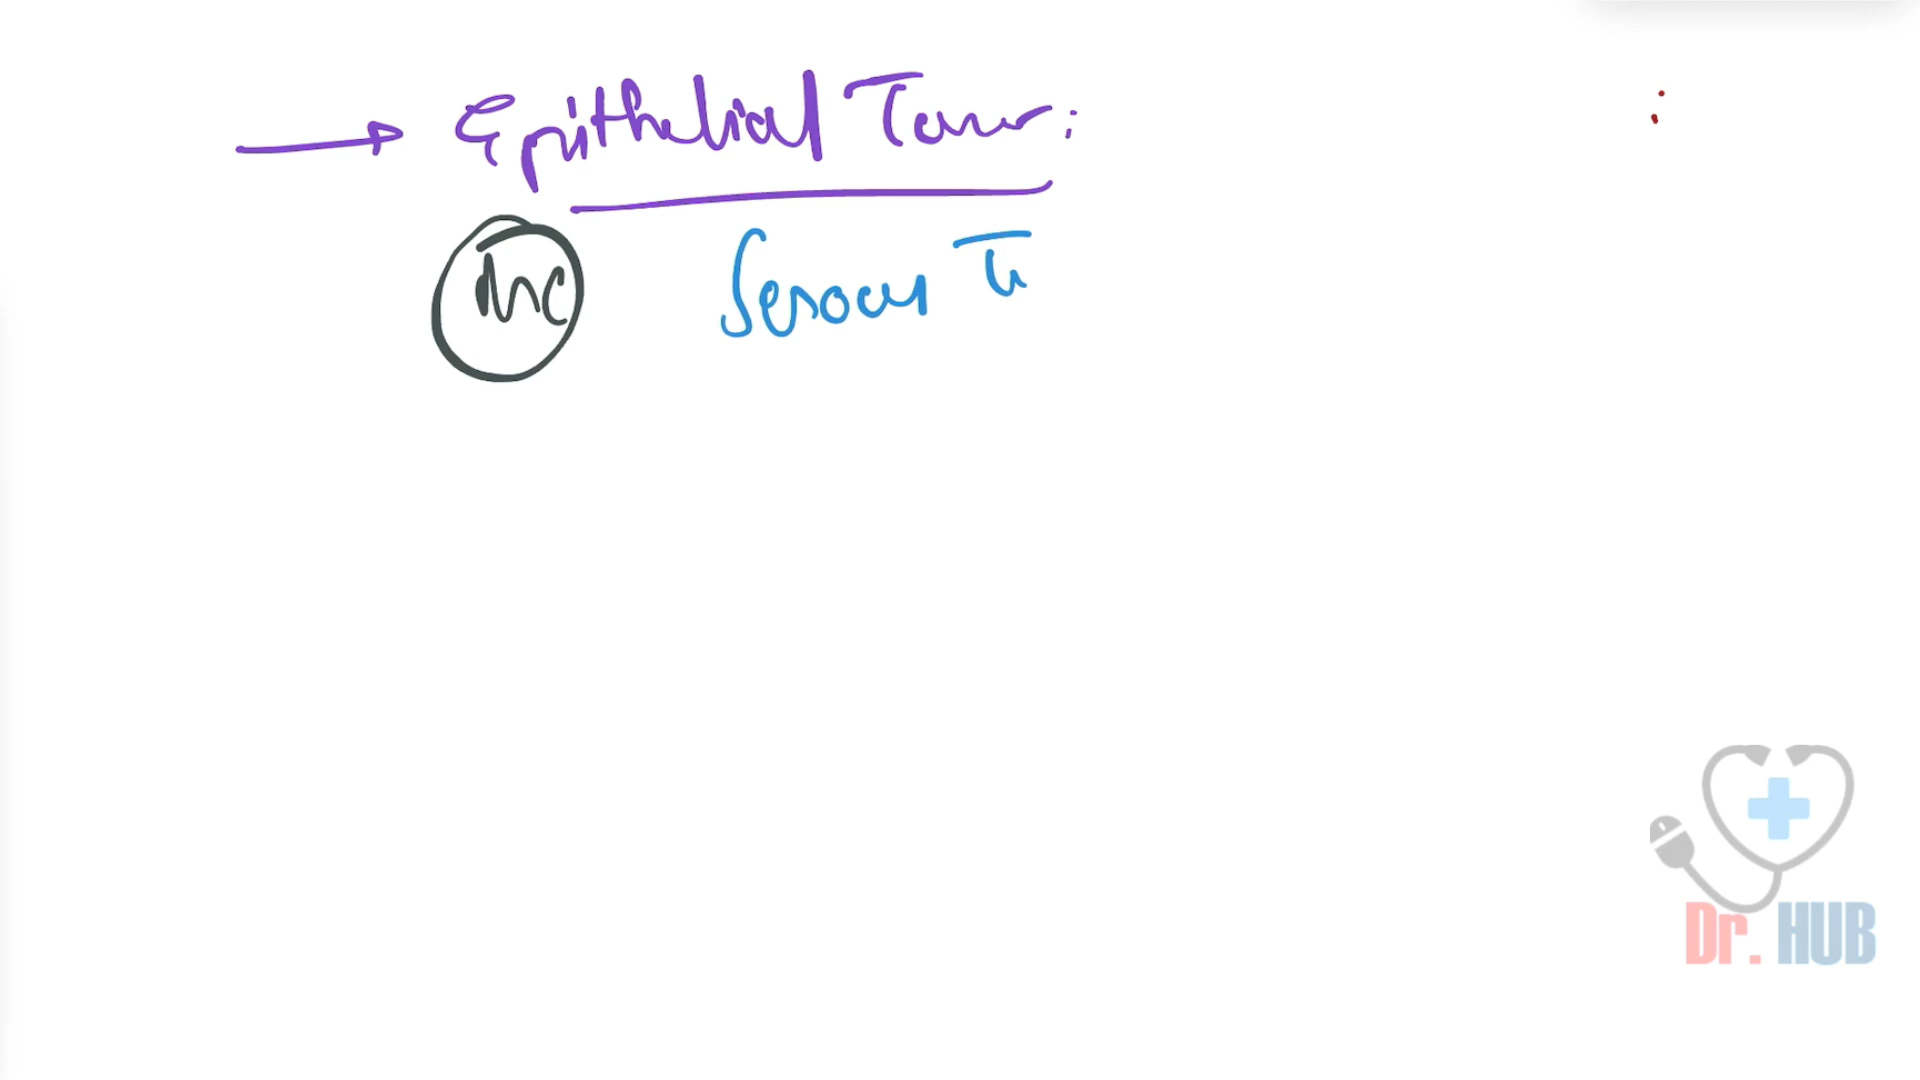 → Epithelial Tumor:
mc Serous Tu
Dr. HUB